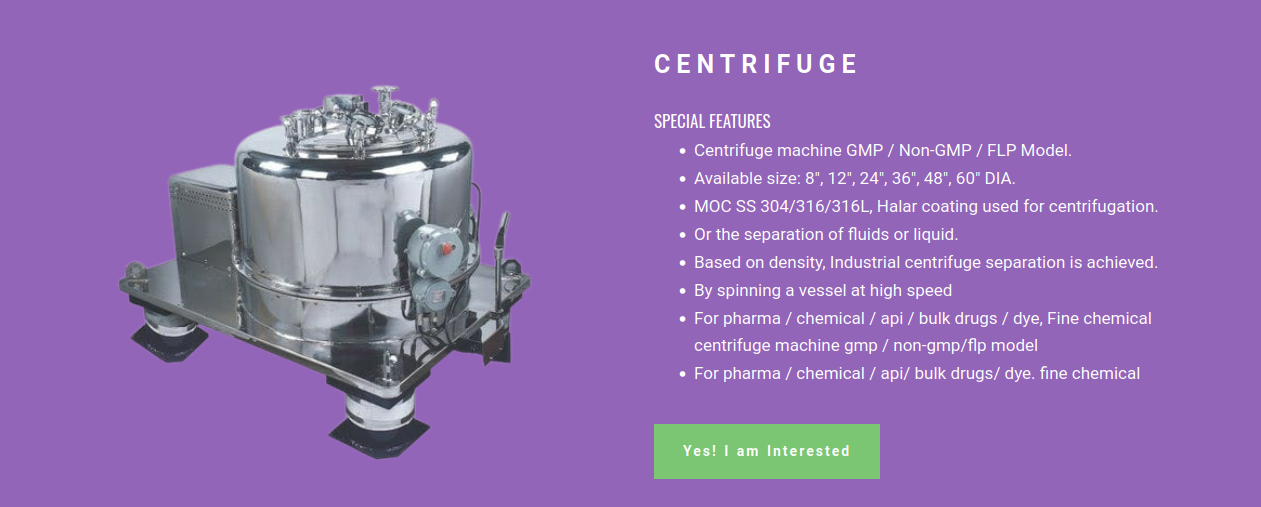 CENTRIFUGE
SPECIAL FEATURES
• Centrifuge machine GMP / Non-GMP / FLP Model.
• Available size: 8", 12", 24", 36", 48", 60" DIA.
• MOC SS 304/316/316L, Halar coating used for centrifugation.
• Or the separation of fluids or liquid.
• Based on density, Industrial centrifuge separation is achieved.
• By spinning a vessel at high speed
• For pharma / chemical / api / bulk drugs / dye, Fine chemical
centrifuge machine gmp / non-gmp/flp model
• For pharma / chemical / api/ bulk drugs/ dye. fine chemical
Yes! I am Interested